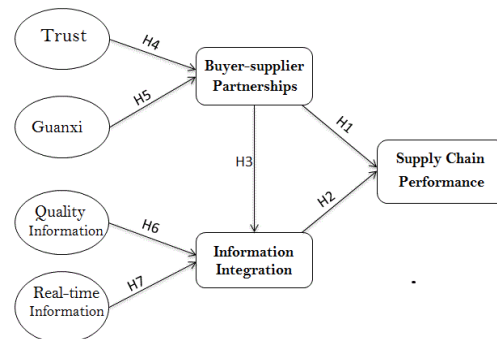 Trust
H4
Buyer-supplier
Partnerships
H5
Guanxi
H1
H3
Supply Chain
Performance
H2
Quality
Information
H6
Information
Integration
H7
Real-time
Information